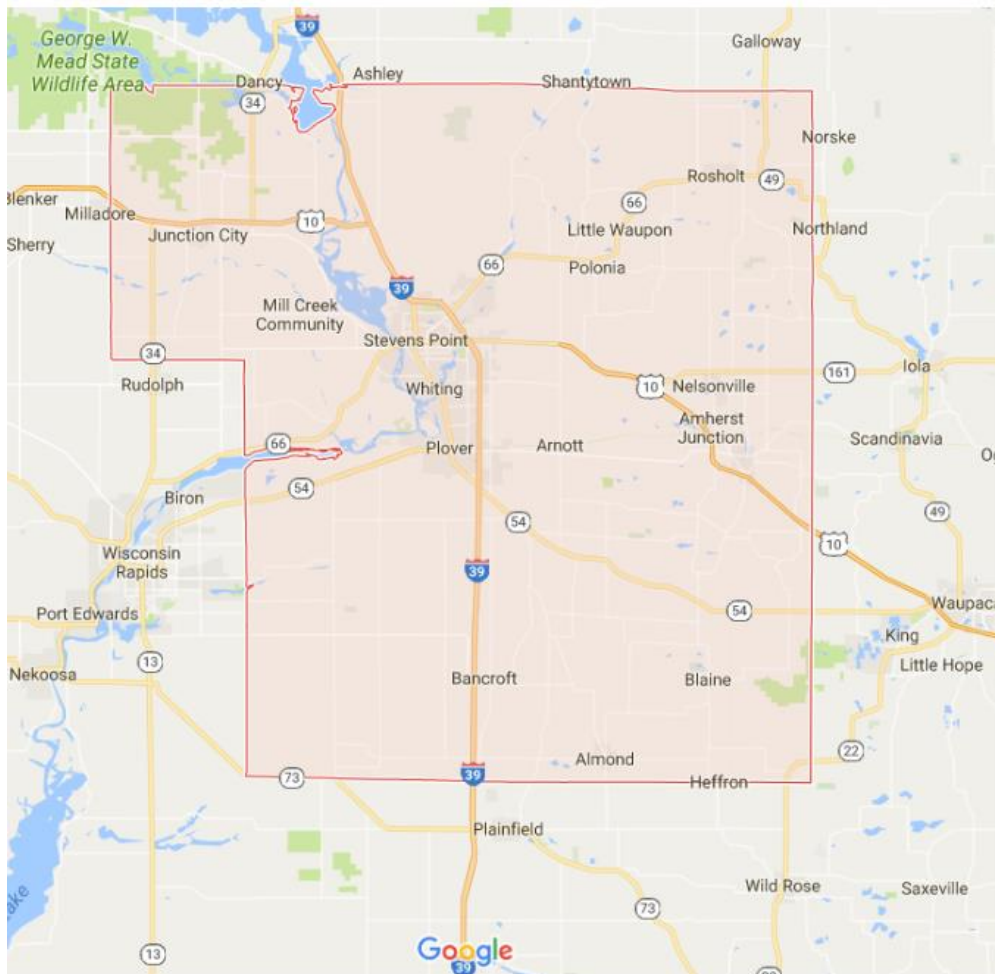 39
George W.
Mead State
Wildlife Area
Galloway
Dancy
Ashley
Shantytown
34
Norske
Rosholt
49
66
Blenker
Milladore
10
Little Waupon
Northland
Sherry
Junction City
66
Polonia
39
Mill Creek
Community
Stevens Point
34
Rudolph
Whiting
10
Nelsonville
161
Iola
Amherst
Junction
66
Plover
Arnott
Scandinavia
54
Biron
54
49
Wisconsin
Rapids
39
10
Port Edwards
54
King
13
Nekoosa
Bancroft
Blaine
Little Hope
22
Almond
73
39
Heffron
Plainfield
Wild Rose
Saxeville
73
13
Google
39